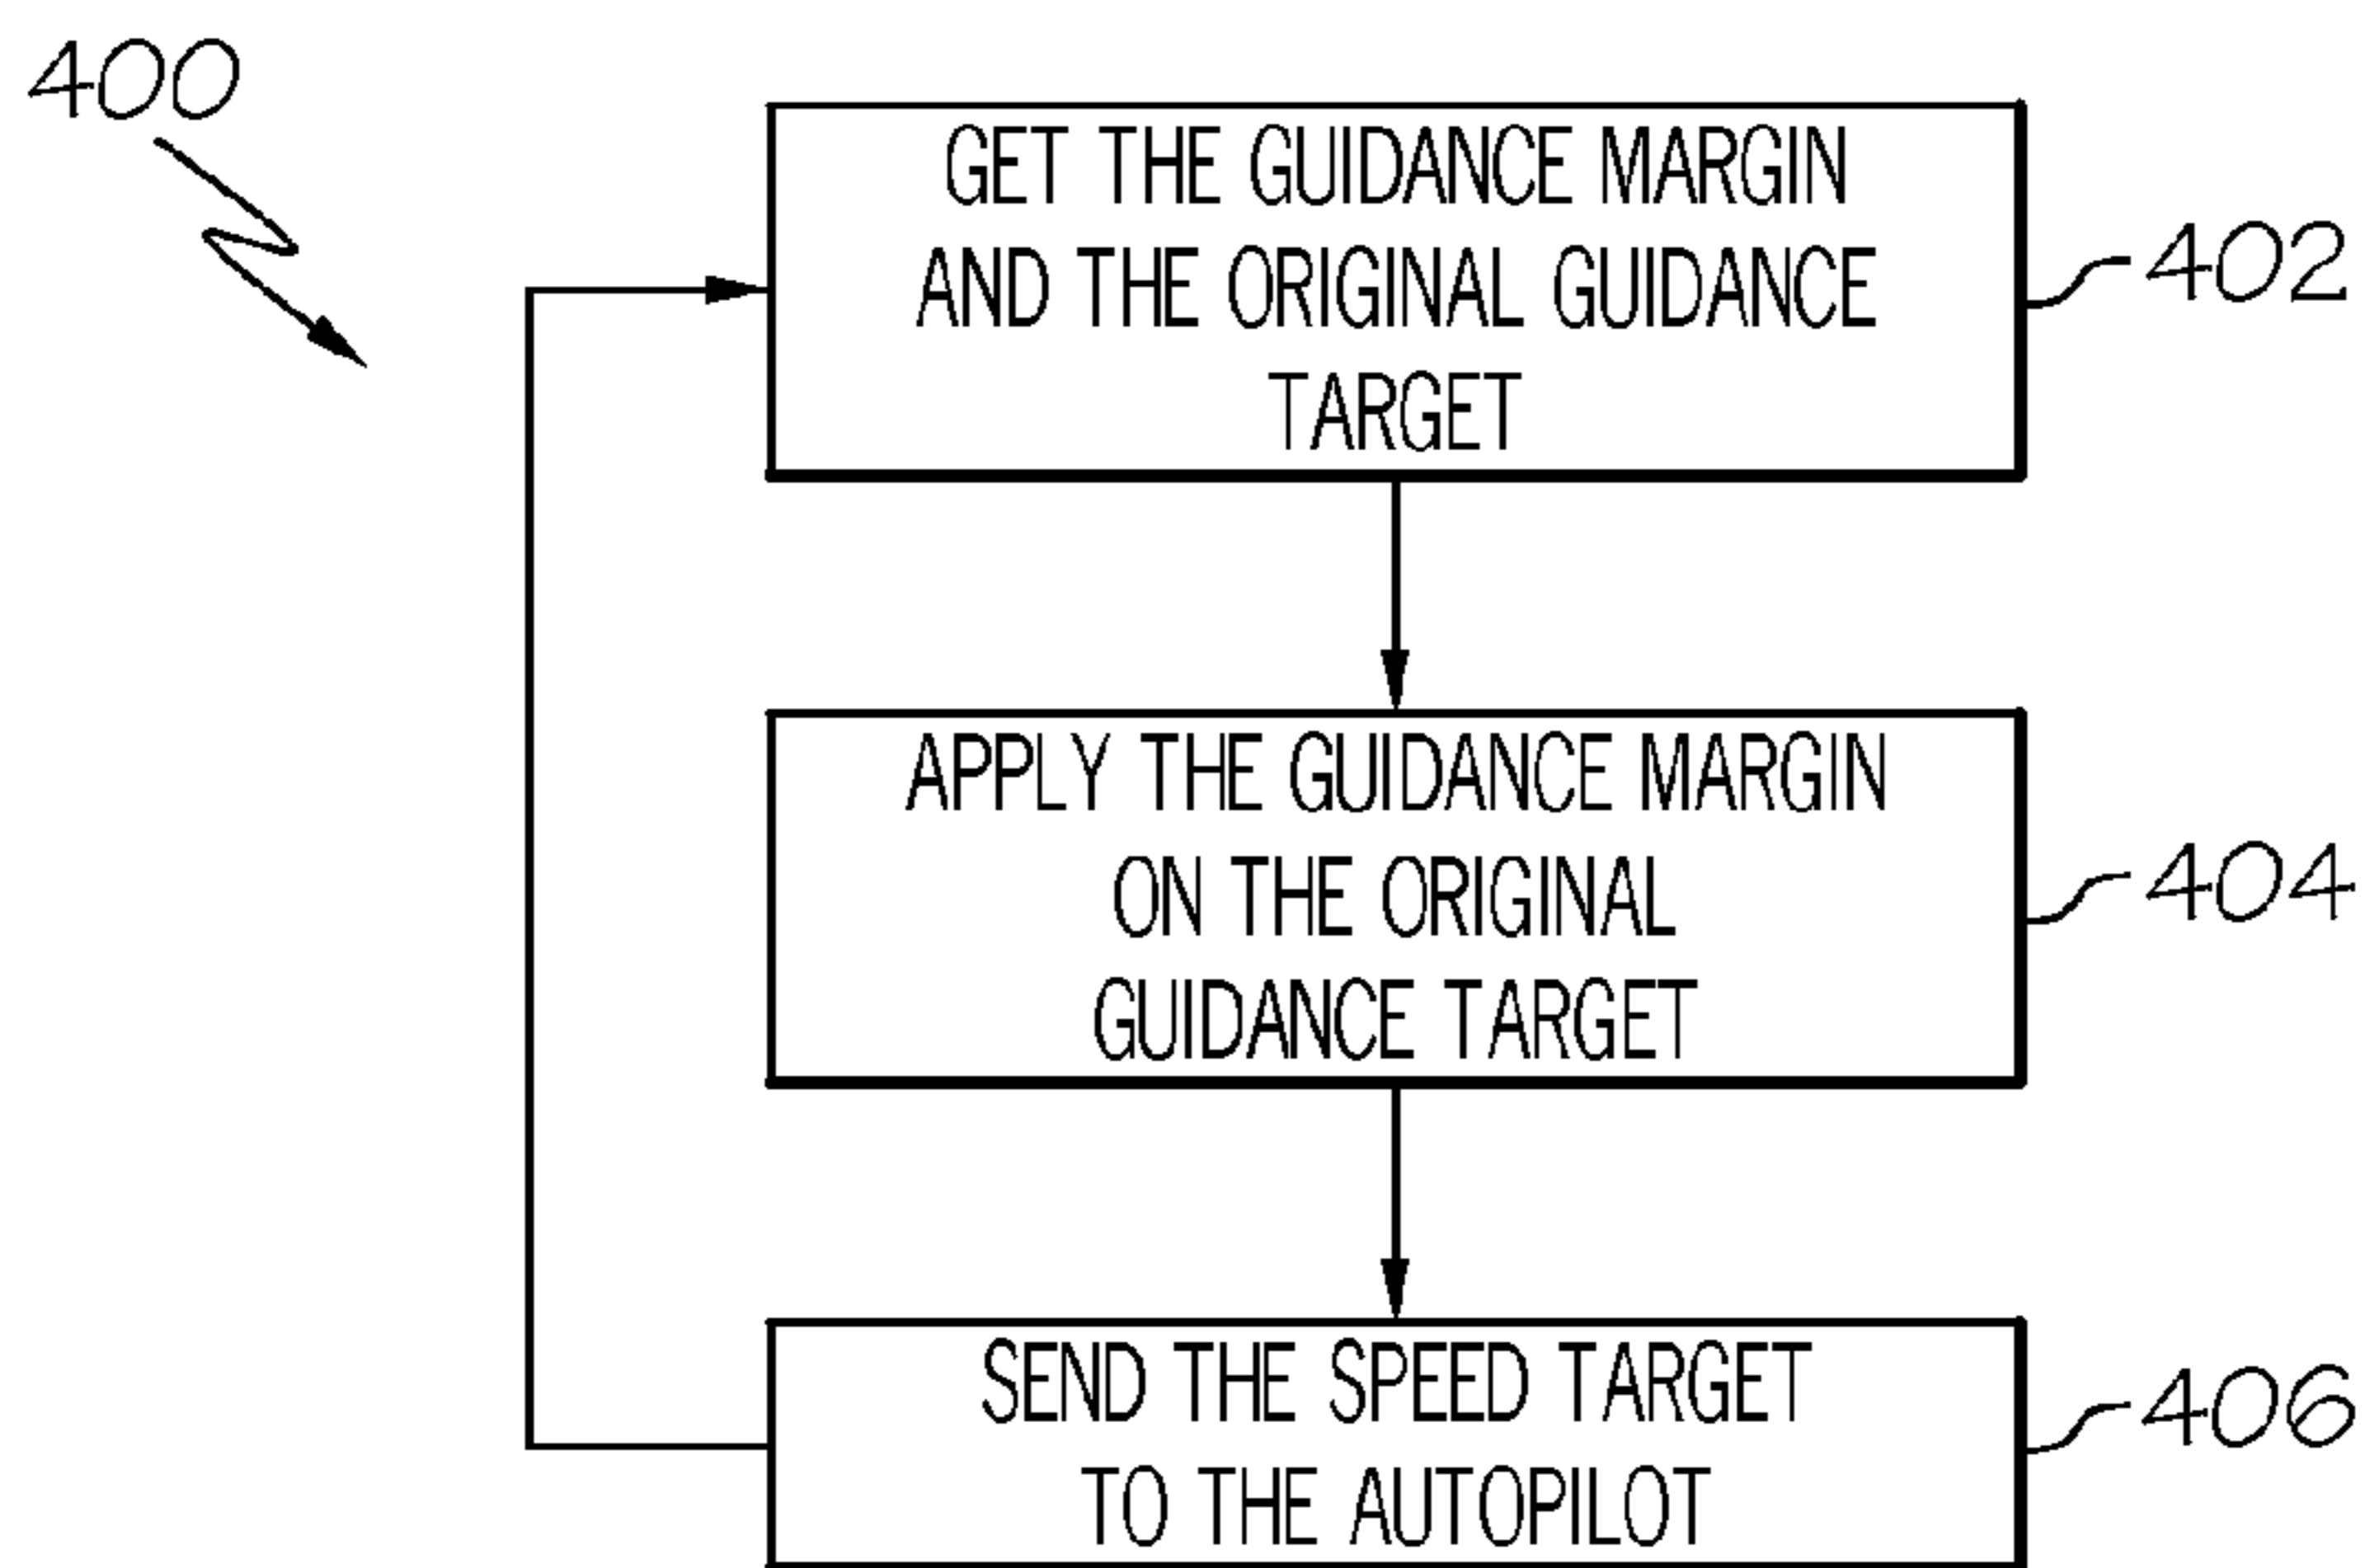 400
GET THE GUIDANCE MARGIN
AND THE ORIGINAL GUIDANCE
TARGET
402
APPLY THE GUIDANCE MARGIN
ON THE ORIGINAL
GUIDANCE TARGET
404
SEND THE SPEED TARGET
TO THE AUTOPILOT
406